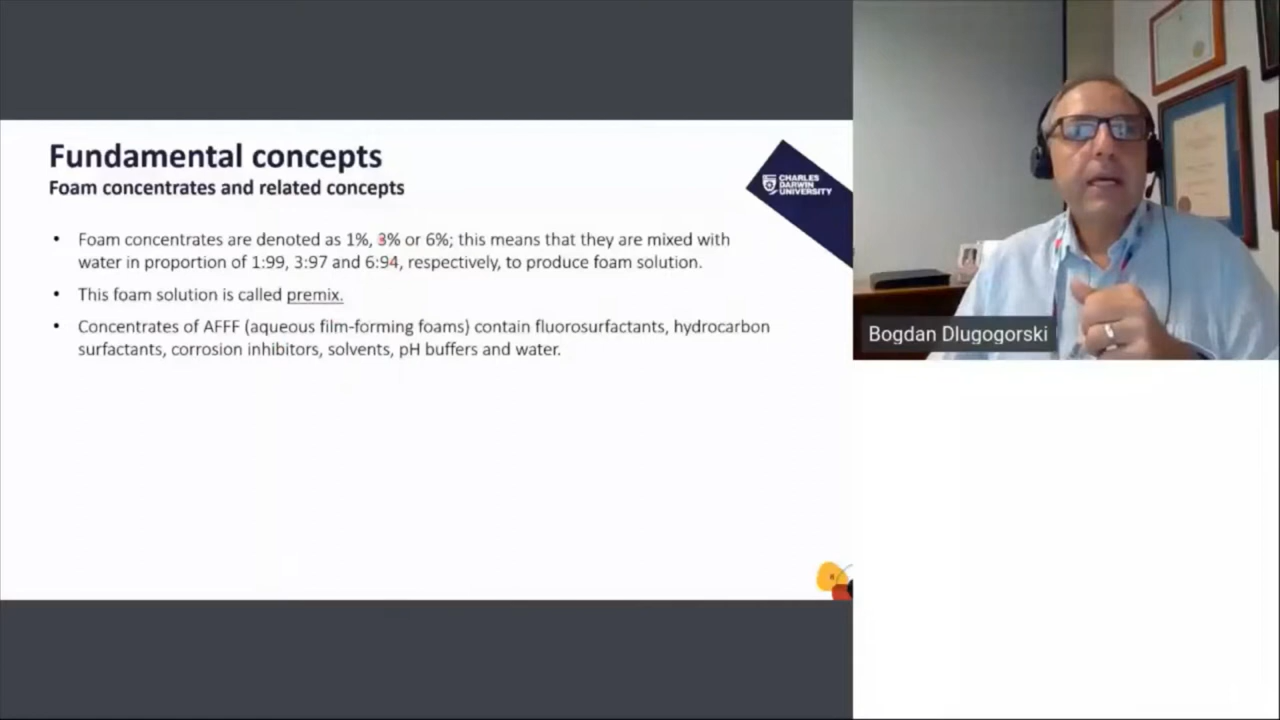 Fundamental concepts
Foam concentrates and related concepts
CHARLES
DARWIN
UNIVERSITY
• Foam concentrates are denoted as 1%, 3% or 6%; this means that they are mixed with
water in proportion of 1:99, 3:97 and 6:94, respectively, to produce foam solution.
• This foam solution is called premix.
• Concentrates of AFFF (aqueous film-forming foams) contain fluorosurfactants, hydrocarbon
surfactants, corrosion inhibitors, solvents, pH buffers and water.
Bogdan Dlugogorski